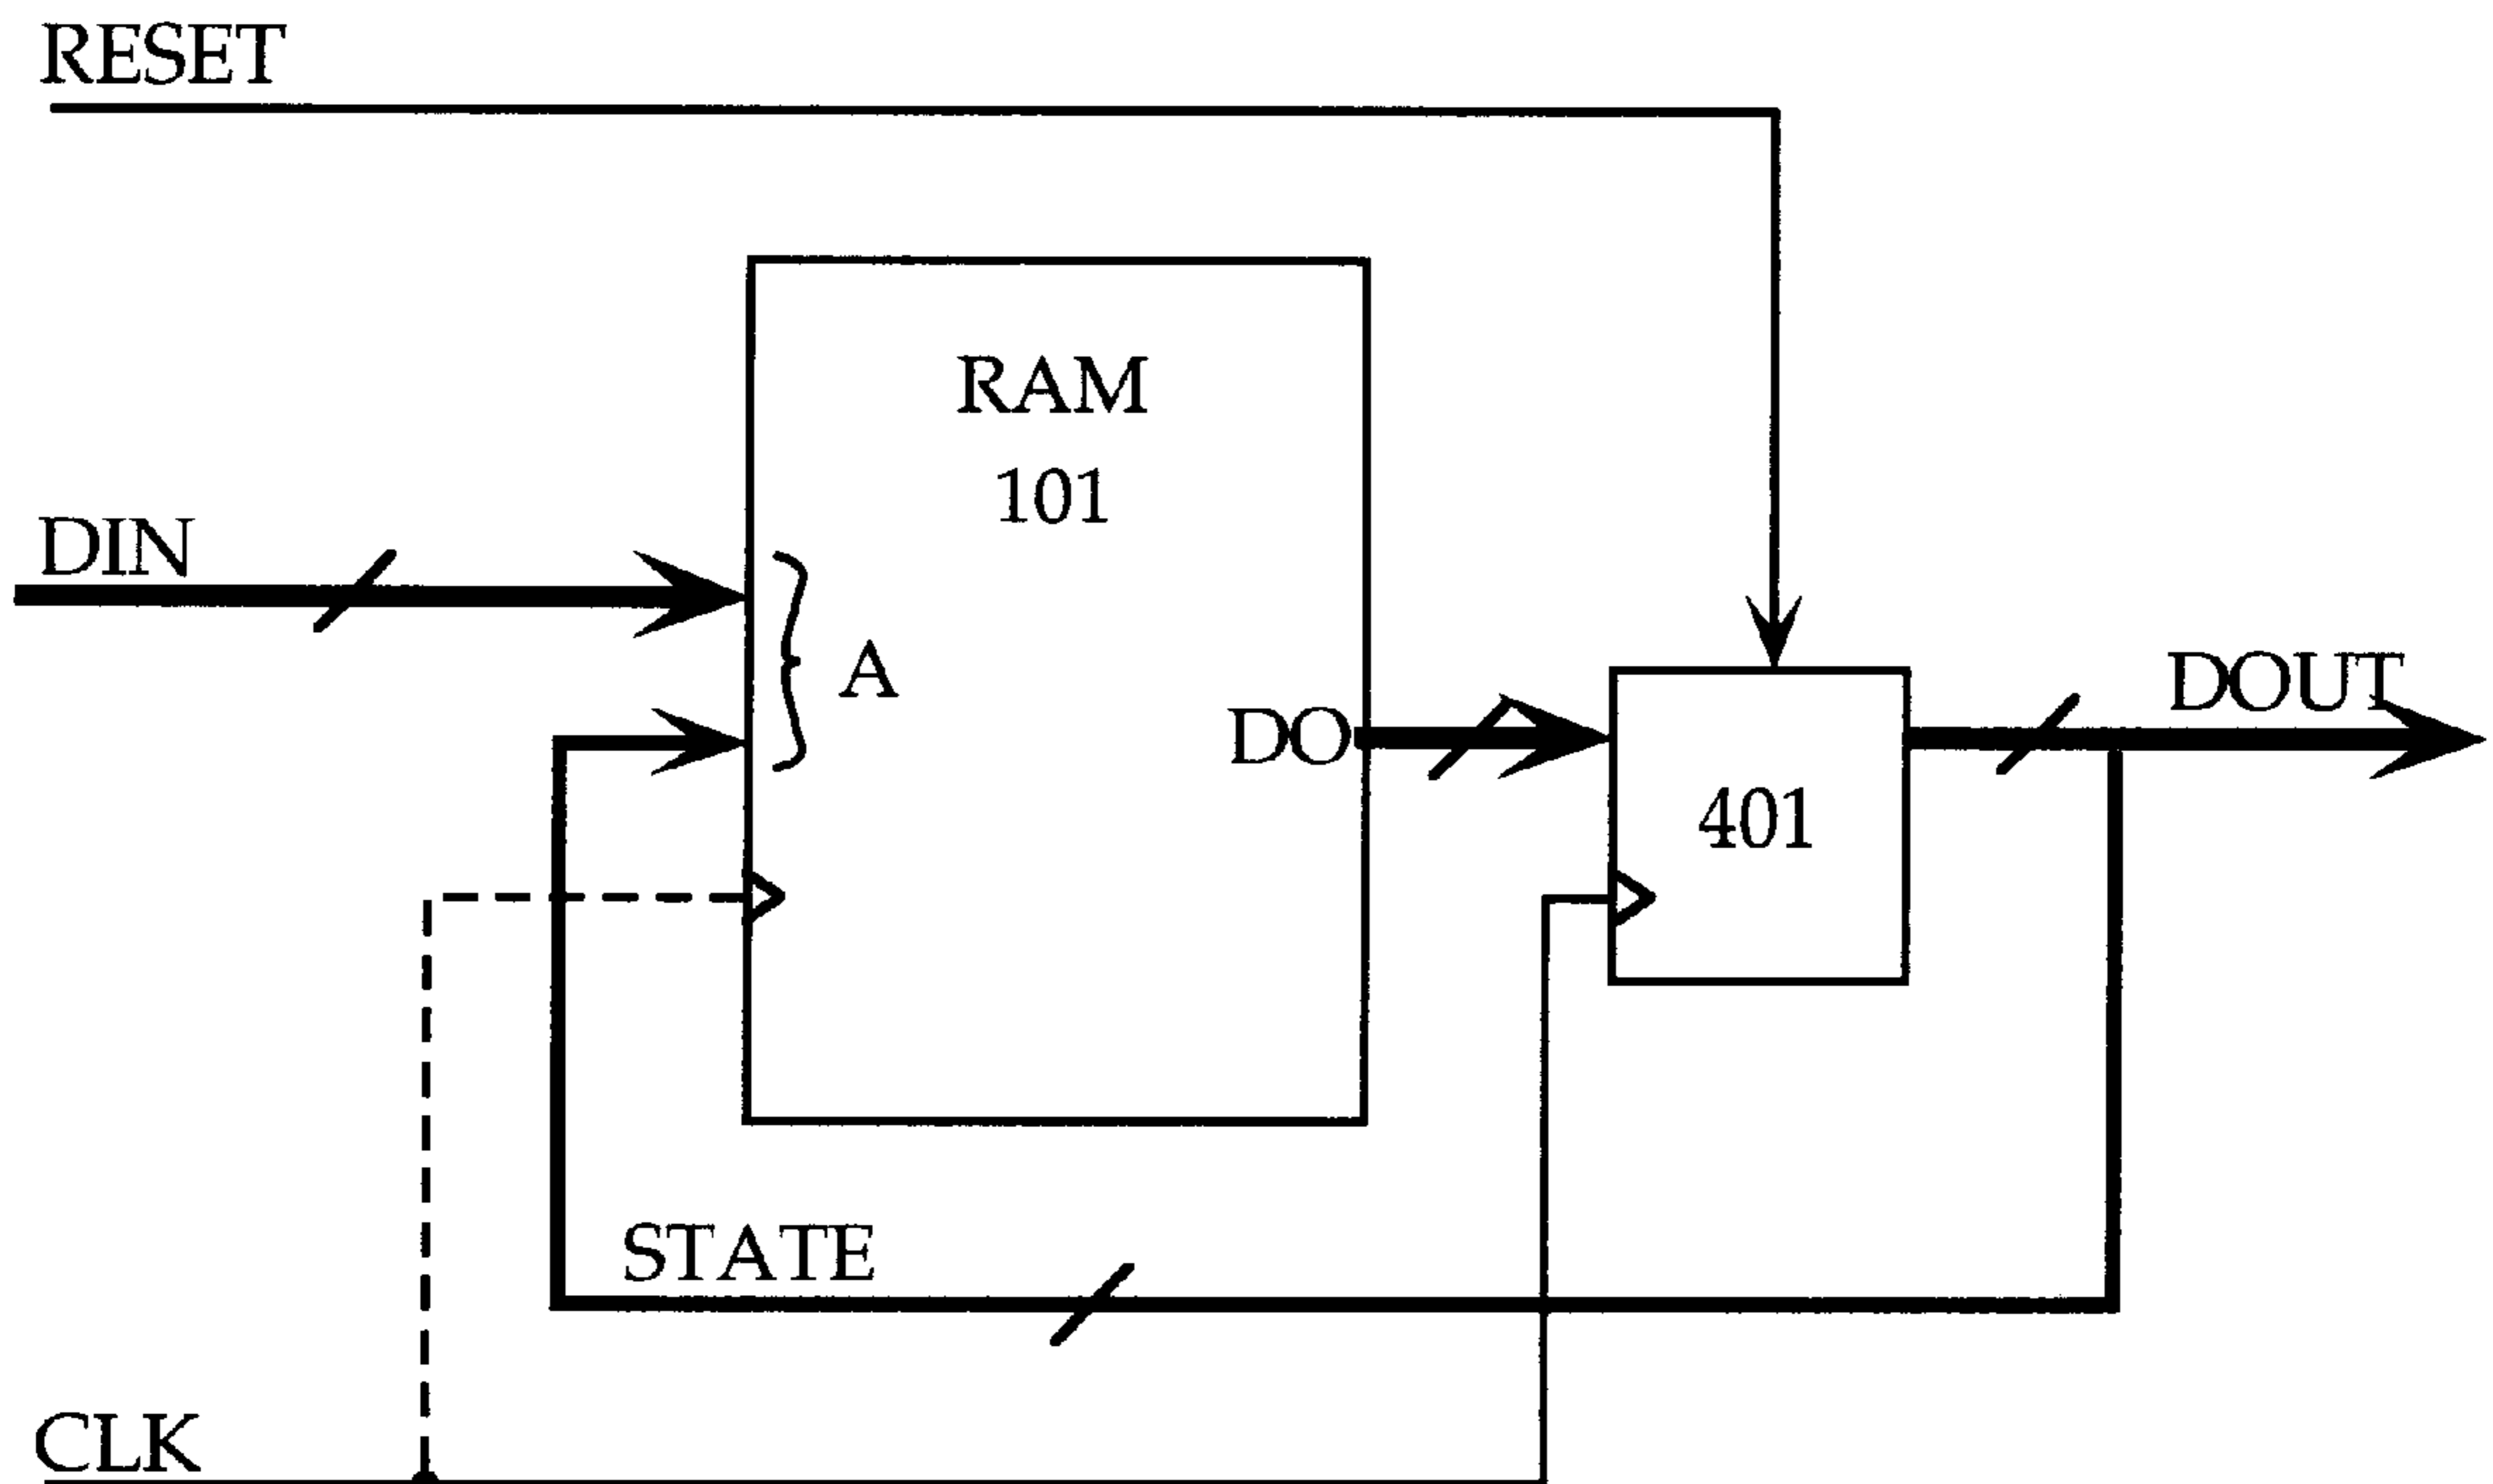 RESET
RAM
101
DIN
A
DO
DOUT
401
STATE
CLK